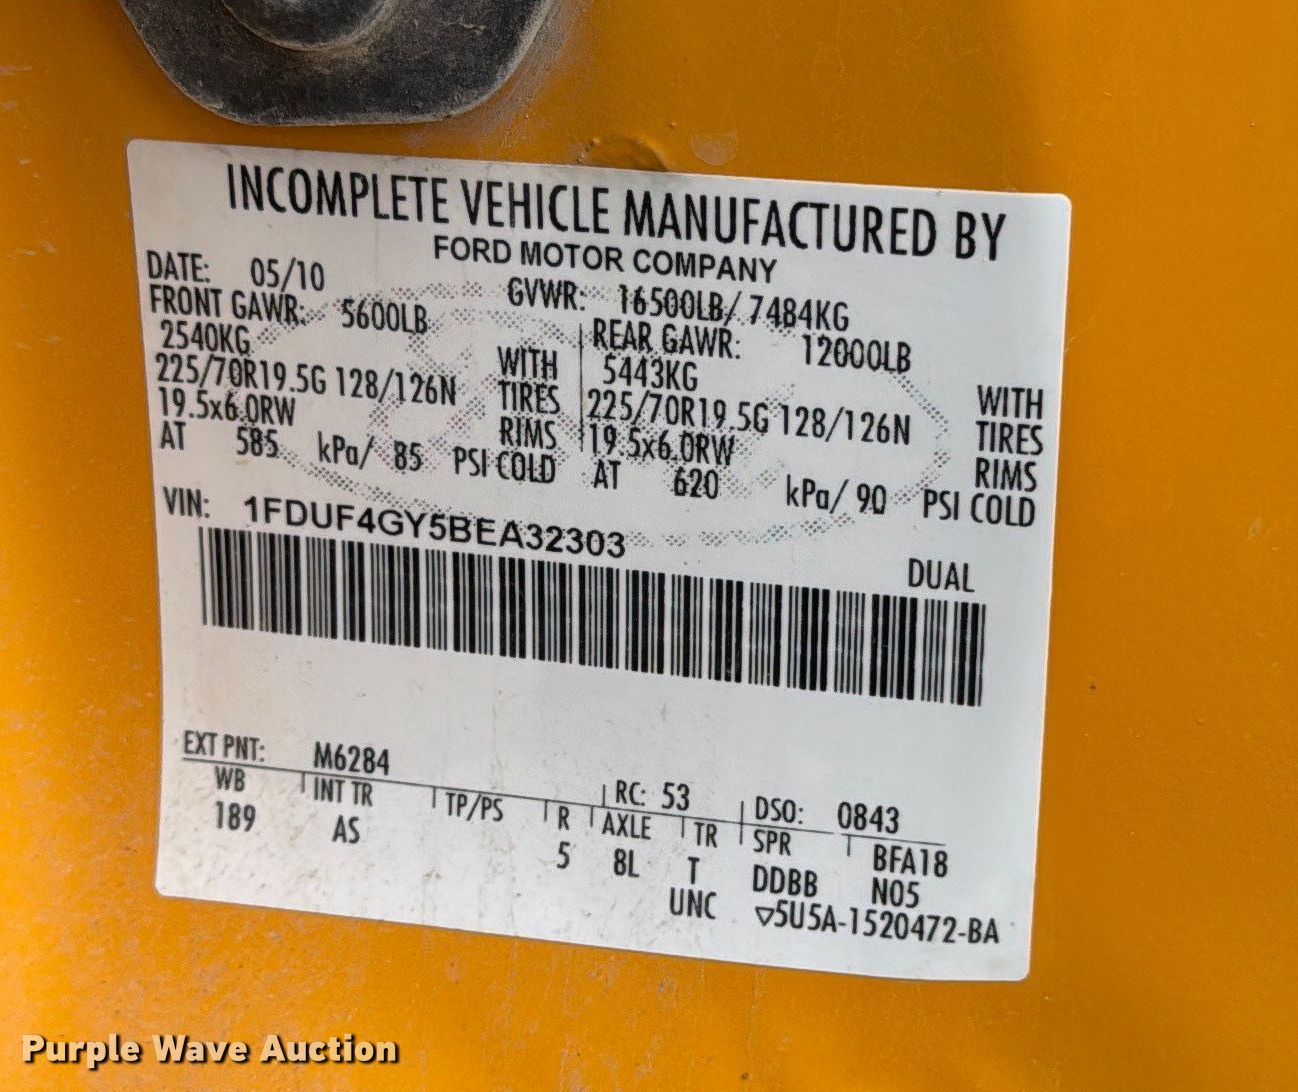 INCOMPLETE VEHICLE MANUFACTURED BY
FORD MOTOR COMPANY
DATE: 05/10 GVWR: 16500LB/ 7484KG
FRONT GAWR: 5600LB REAR GAWR: 12000LB
2540KG WITH 5443KG WITH
225/70R19.5G 128/126N TIRES 225/70R19.5G 128/126N TIRES
19.5x6.0RW RIMS 19.5x6.0RW RIMS
AT 585 kPa/ 85 PSI COLD AT 620 kPa/ 90 PSI COLD
VIN: 1FDUF4GY5BEA32303
DUAL
EXT PNT: M6284 RC: 53 DSO: 0843
WB INT TR TP/PS R AXLE TR SPR BFA18
189 AS 5 8L T DDBB N05
UNC ▽5U5A-1520472-BA
Purple Wave Auction